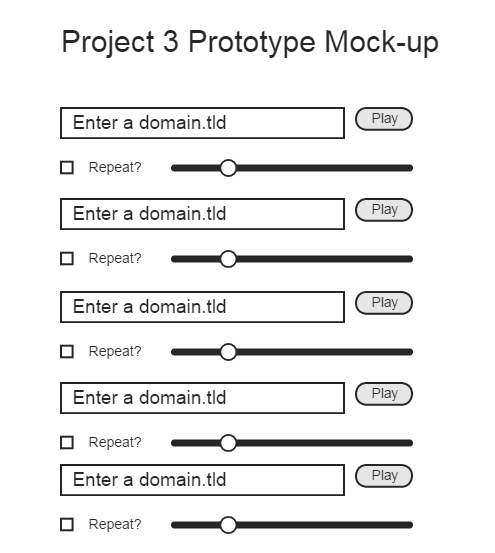 Project 3 Prototype Mock-up
Enter a domain.tld Play
Repeat?
Enter a domain.tld Play
Repeat?
Enter a domain.tld Play
Repeat?
Enter a domain.tld Play
Repeat?
Enter a domain.tld Play
Repeat?